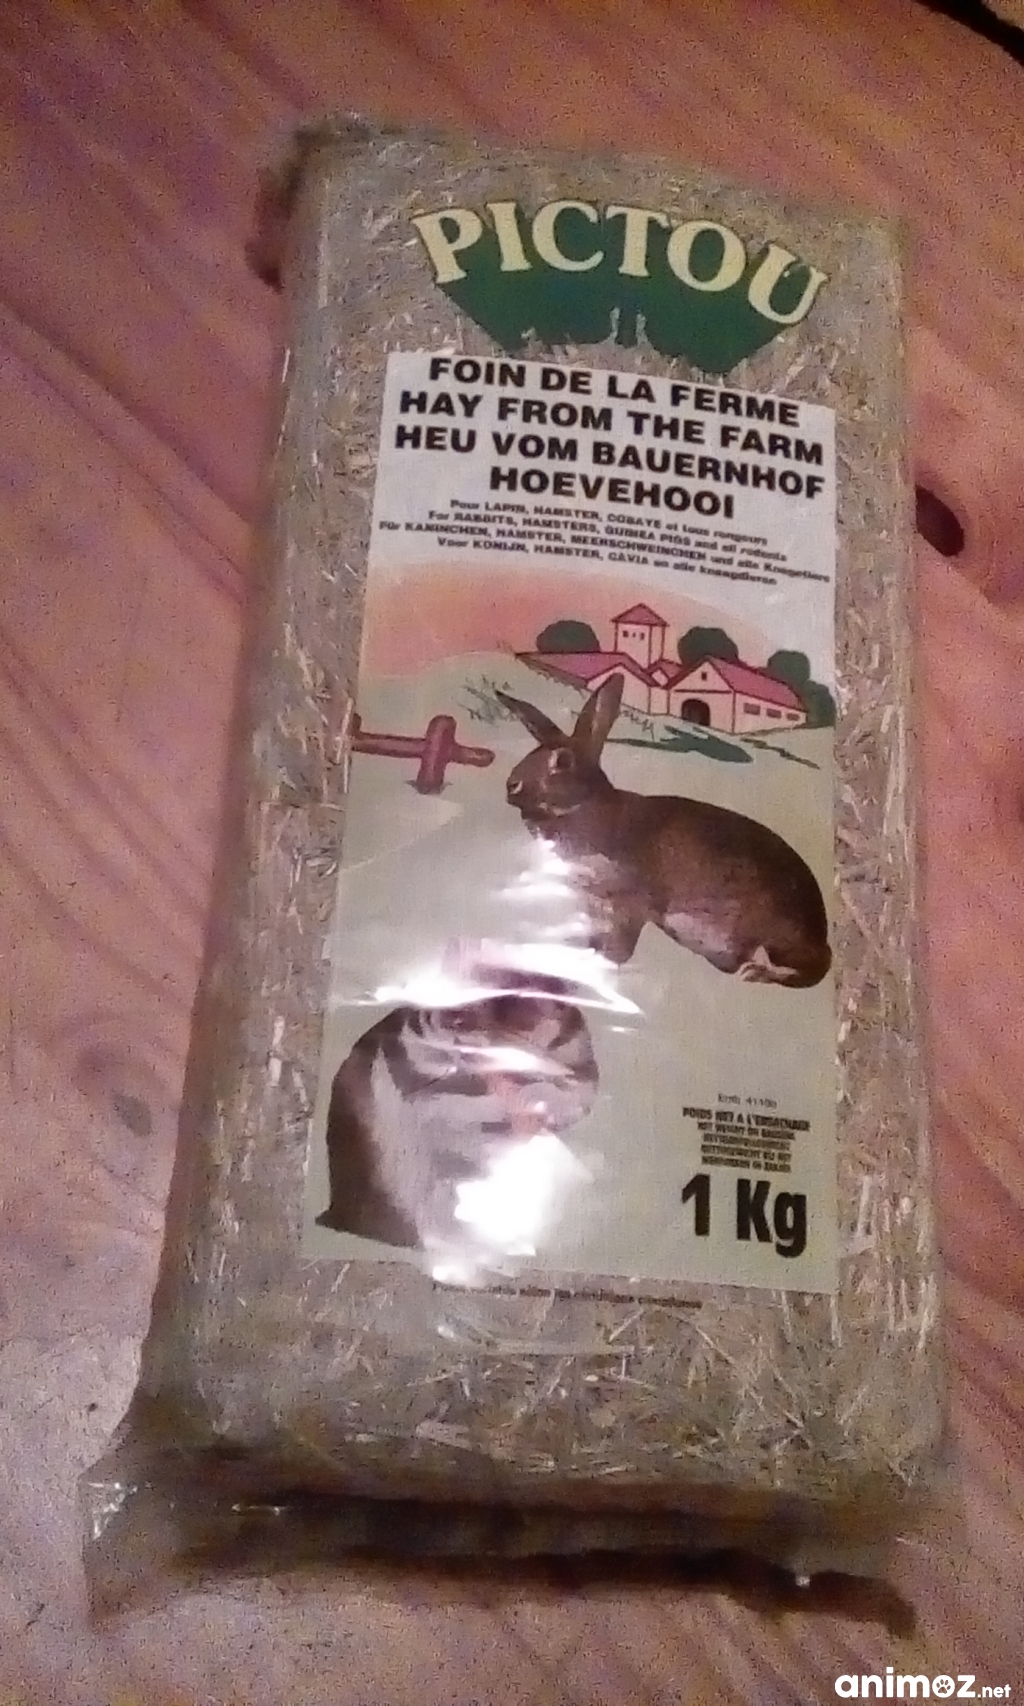 PICTOU
FOIN DE LA FERME
HAY FROM THE FARM
HEU VOM BAUERNHOF
HOEVEHOOI
Pour LAPIN, HAMSTER, COBAYE et tous rongeurs
For RABBITS, HAMSTERS, GUINEA PIGS and all rodents
Für KANINCHEN, HAMSTER, MEERSCHWEINCHEN und alle Knagetiere
Voor KONIJN, HAMSTER, CAVIA en alle knaagdieren
POIDS NET A L'ENSACHAGE
1 Kg
animoz.net